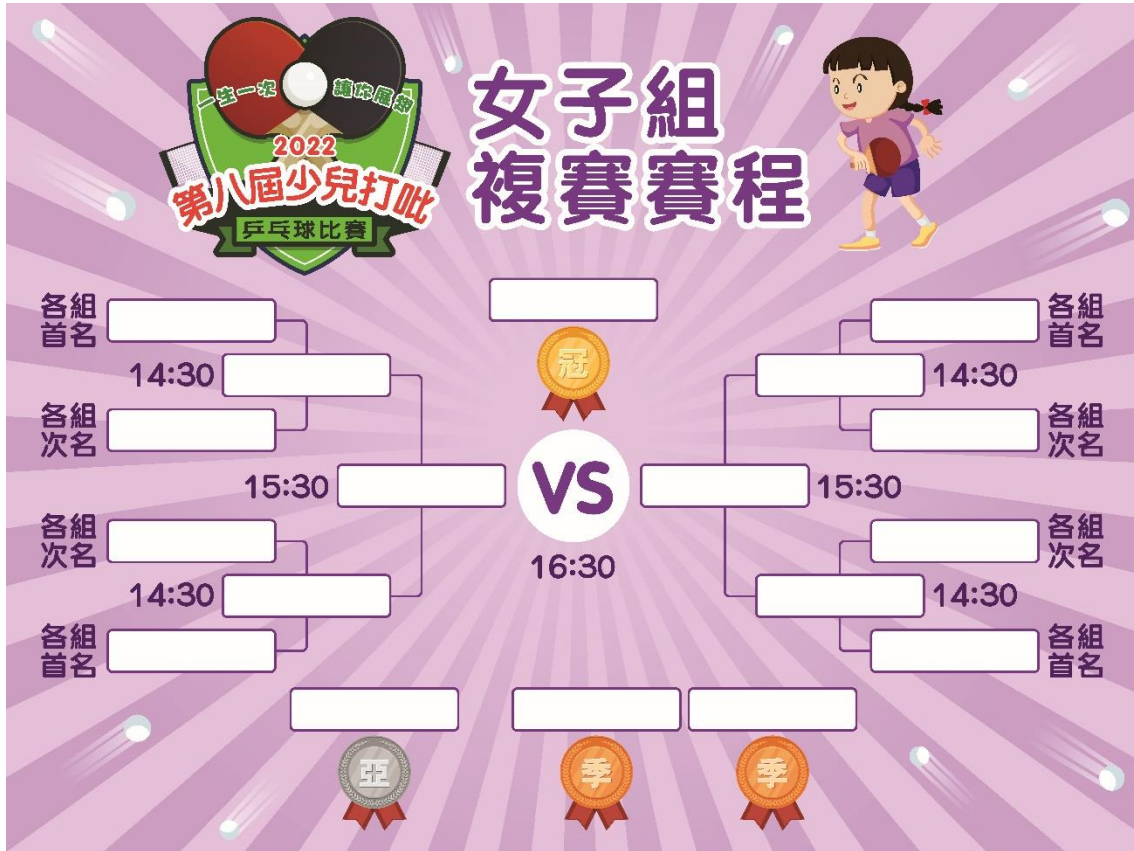 一生一次 讓你展現
2022
第八屆少兒打吡
乒乓球比賽
女子組
複賽賽程
各組
首名
14:30
各組
次名
15:30
各組
次名
14:30
各組
首名
冠
VS
16:30
各組
首名
14:30
各組
次名
15:30
各組
次名
14:30
各組
首名
亞
季
季